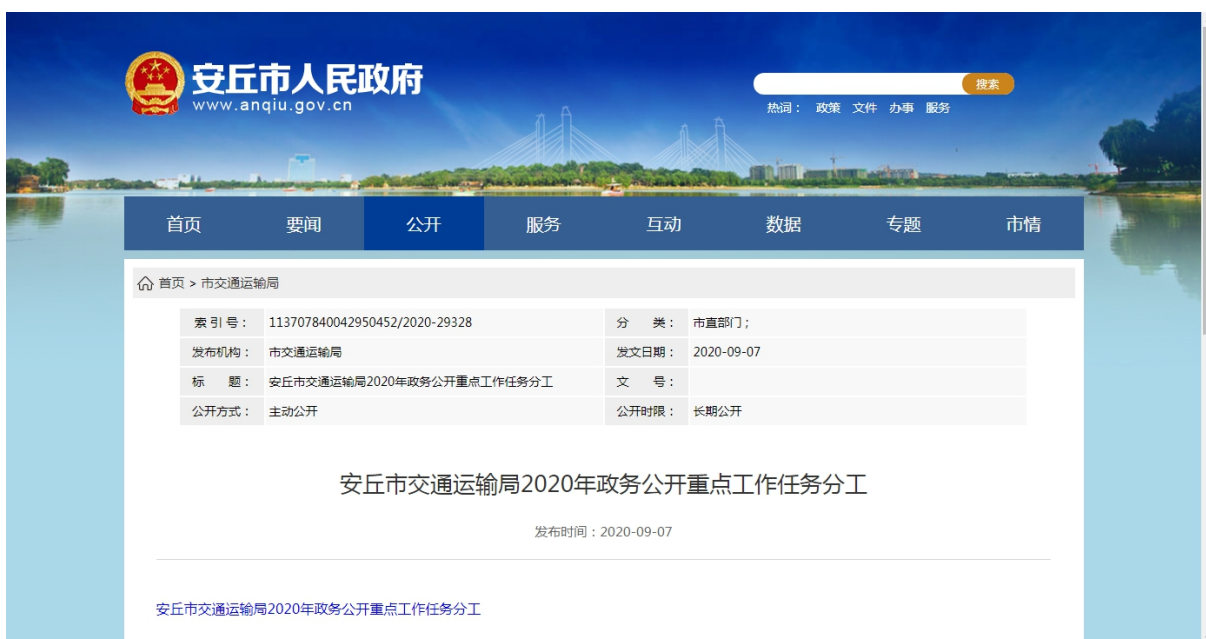 安丘市人民政府
www.anqiu.gov.cn
搜索
热词： 政策 文件 办事 服务
首页 要闻 公开 服务 互动 数据 专题 市情
首页 > 市交通运输局
索 引 号： 113707840042950452/2020-29328 分 类： 市直部门 ;
发布机构： 市交通运输局 发文日期： 2020-09-07
标 题： 安丘市交通运输局2020年政务公开重点工作任务分工 文 号：
公开方式： 主动公开 公开时限： 长期公开
安丘市交通运输局2020年政务公开重点工作任务分工
发布时间：2020-09-07
安丘市交通运输局2020年政务公开重点工作任务分工